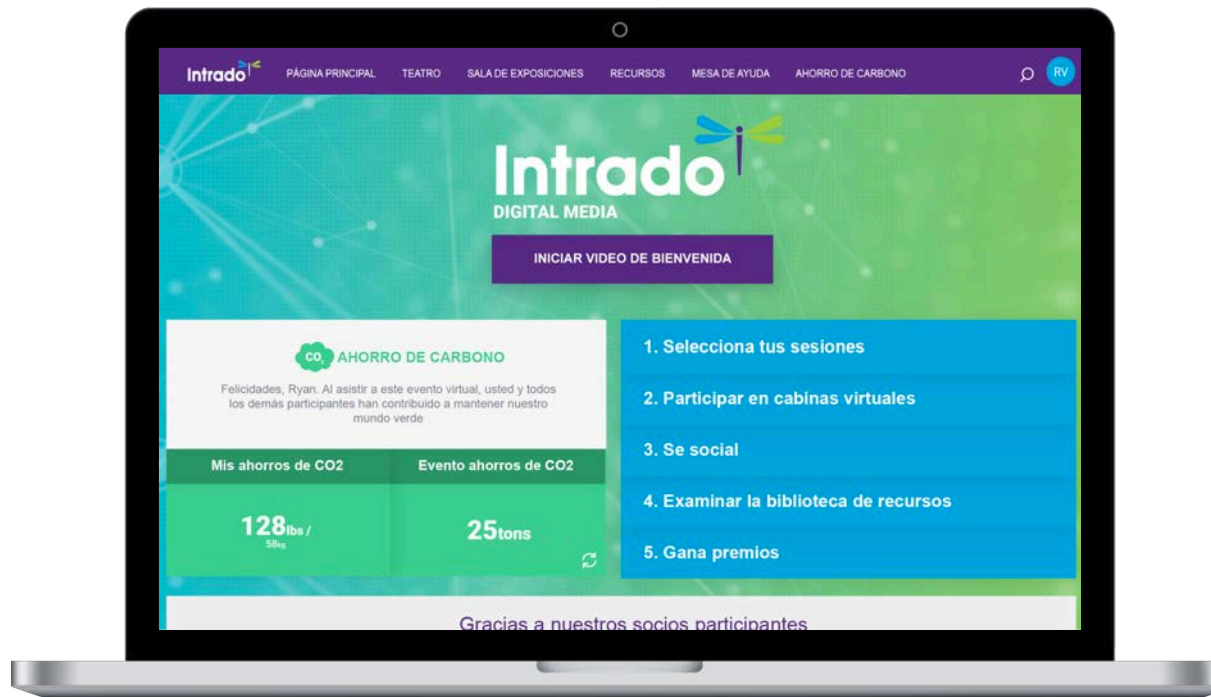 Intrado
PÁGINA PRINCIPAL
TEATRO
SALA DE EXPOSICIONES
RECURSOS
MESA DE AYUDA
AHORRO DE CARBONO
RV
Intrado
DIGITAL MEDIA
INICIAR VIDEO DE BIENVENIDA
CO2 AHORRO DE CARBONO
Felicidades, Ryan. Al asistir a este evento virtual, usted y todos
los demás participantes han contribuido a mantener nuestro
mundo verde
Mis ahorros de CO2
Evento ahorros de CO2
128lbs /
58kg
25tons
1. Selecciona tus sesiones
2. Participar en cabinas virtuales
3. Se social
4. Examinar la biblioteca de recursos
5. Gana premios
Gracias a nuestros socios participantes